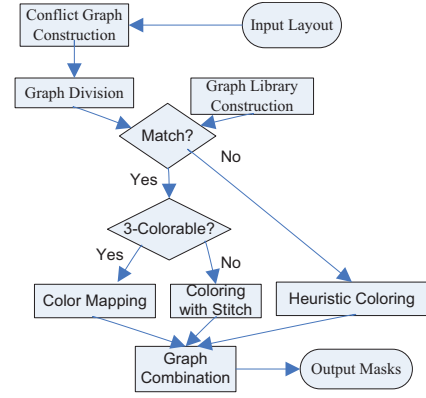 Conflict Graph
Construction
Input Layout
Graph Division
Graph Library
Construction
Match?
No
Yes
3-Colorable?
Yes
No
Color Mapping
Coloring
with Stitch
Heuristic Coloring
Graph
Combination
Output Masks